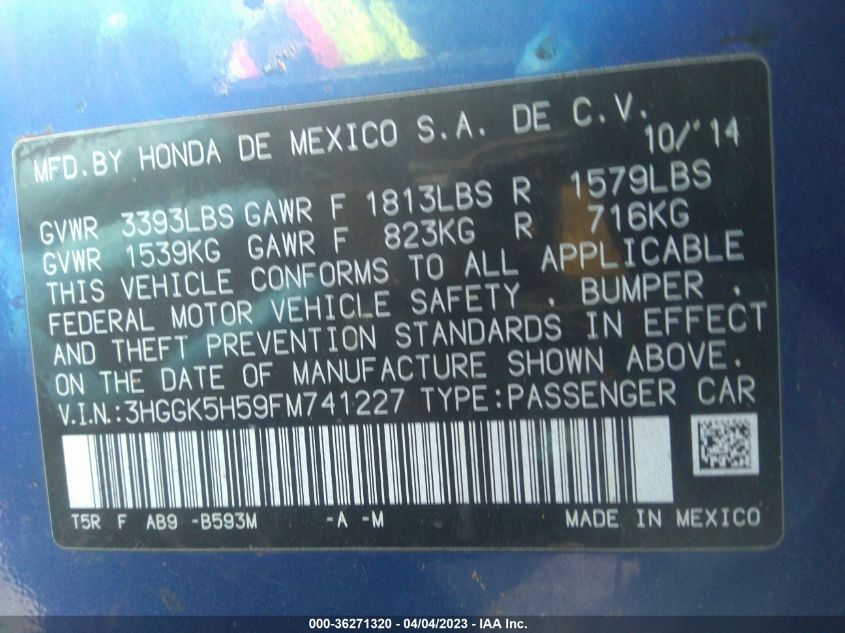 MFD.BY HONDA DE MEXICO S.A. DE C.V.
10/'14
GVWR 3393LBS GAWR F 1813LBS R 1579LBS
GVWR 1539KG GAWR F 823KG R 716KG
THIS VEHICLE CONFORMS TO ALL APPLICABLE
FEDERAL MOTOR VEHICLE SAFETY , BUMPER ,
AND THEFT PREVENTION STANDARDS IN EFFECT
ON THE DATE OF MANUFACTURE SHOWN ABOVE.
V.I.N.:3HGGK5H59FM741227 TYPE:PASSENGER CAR
T5R F AB9 -B593M -A -M MADE IN MEXICO
000-36271320 - 04/04/2023 - IAA Inc.